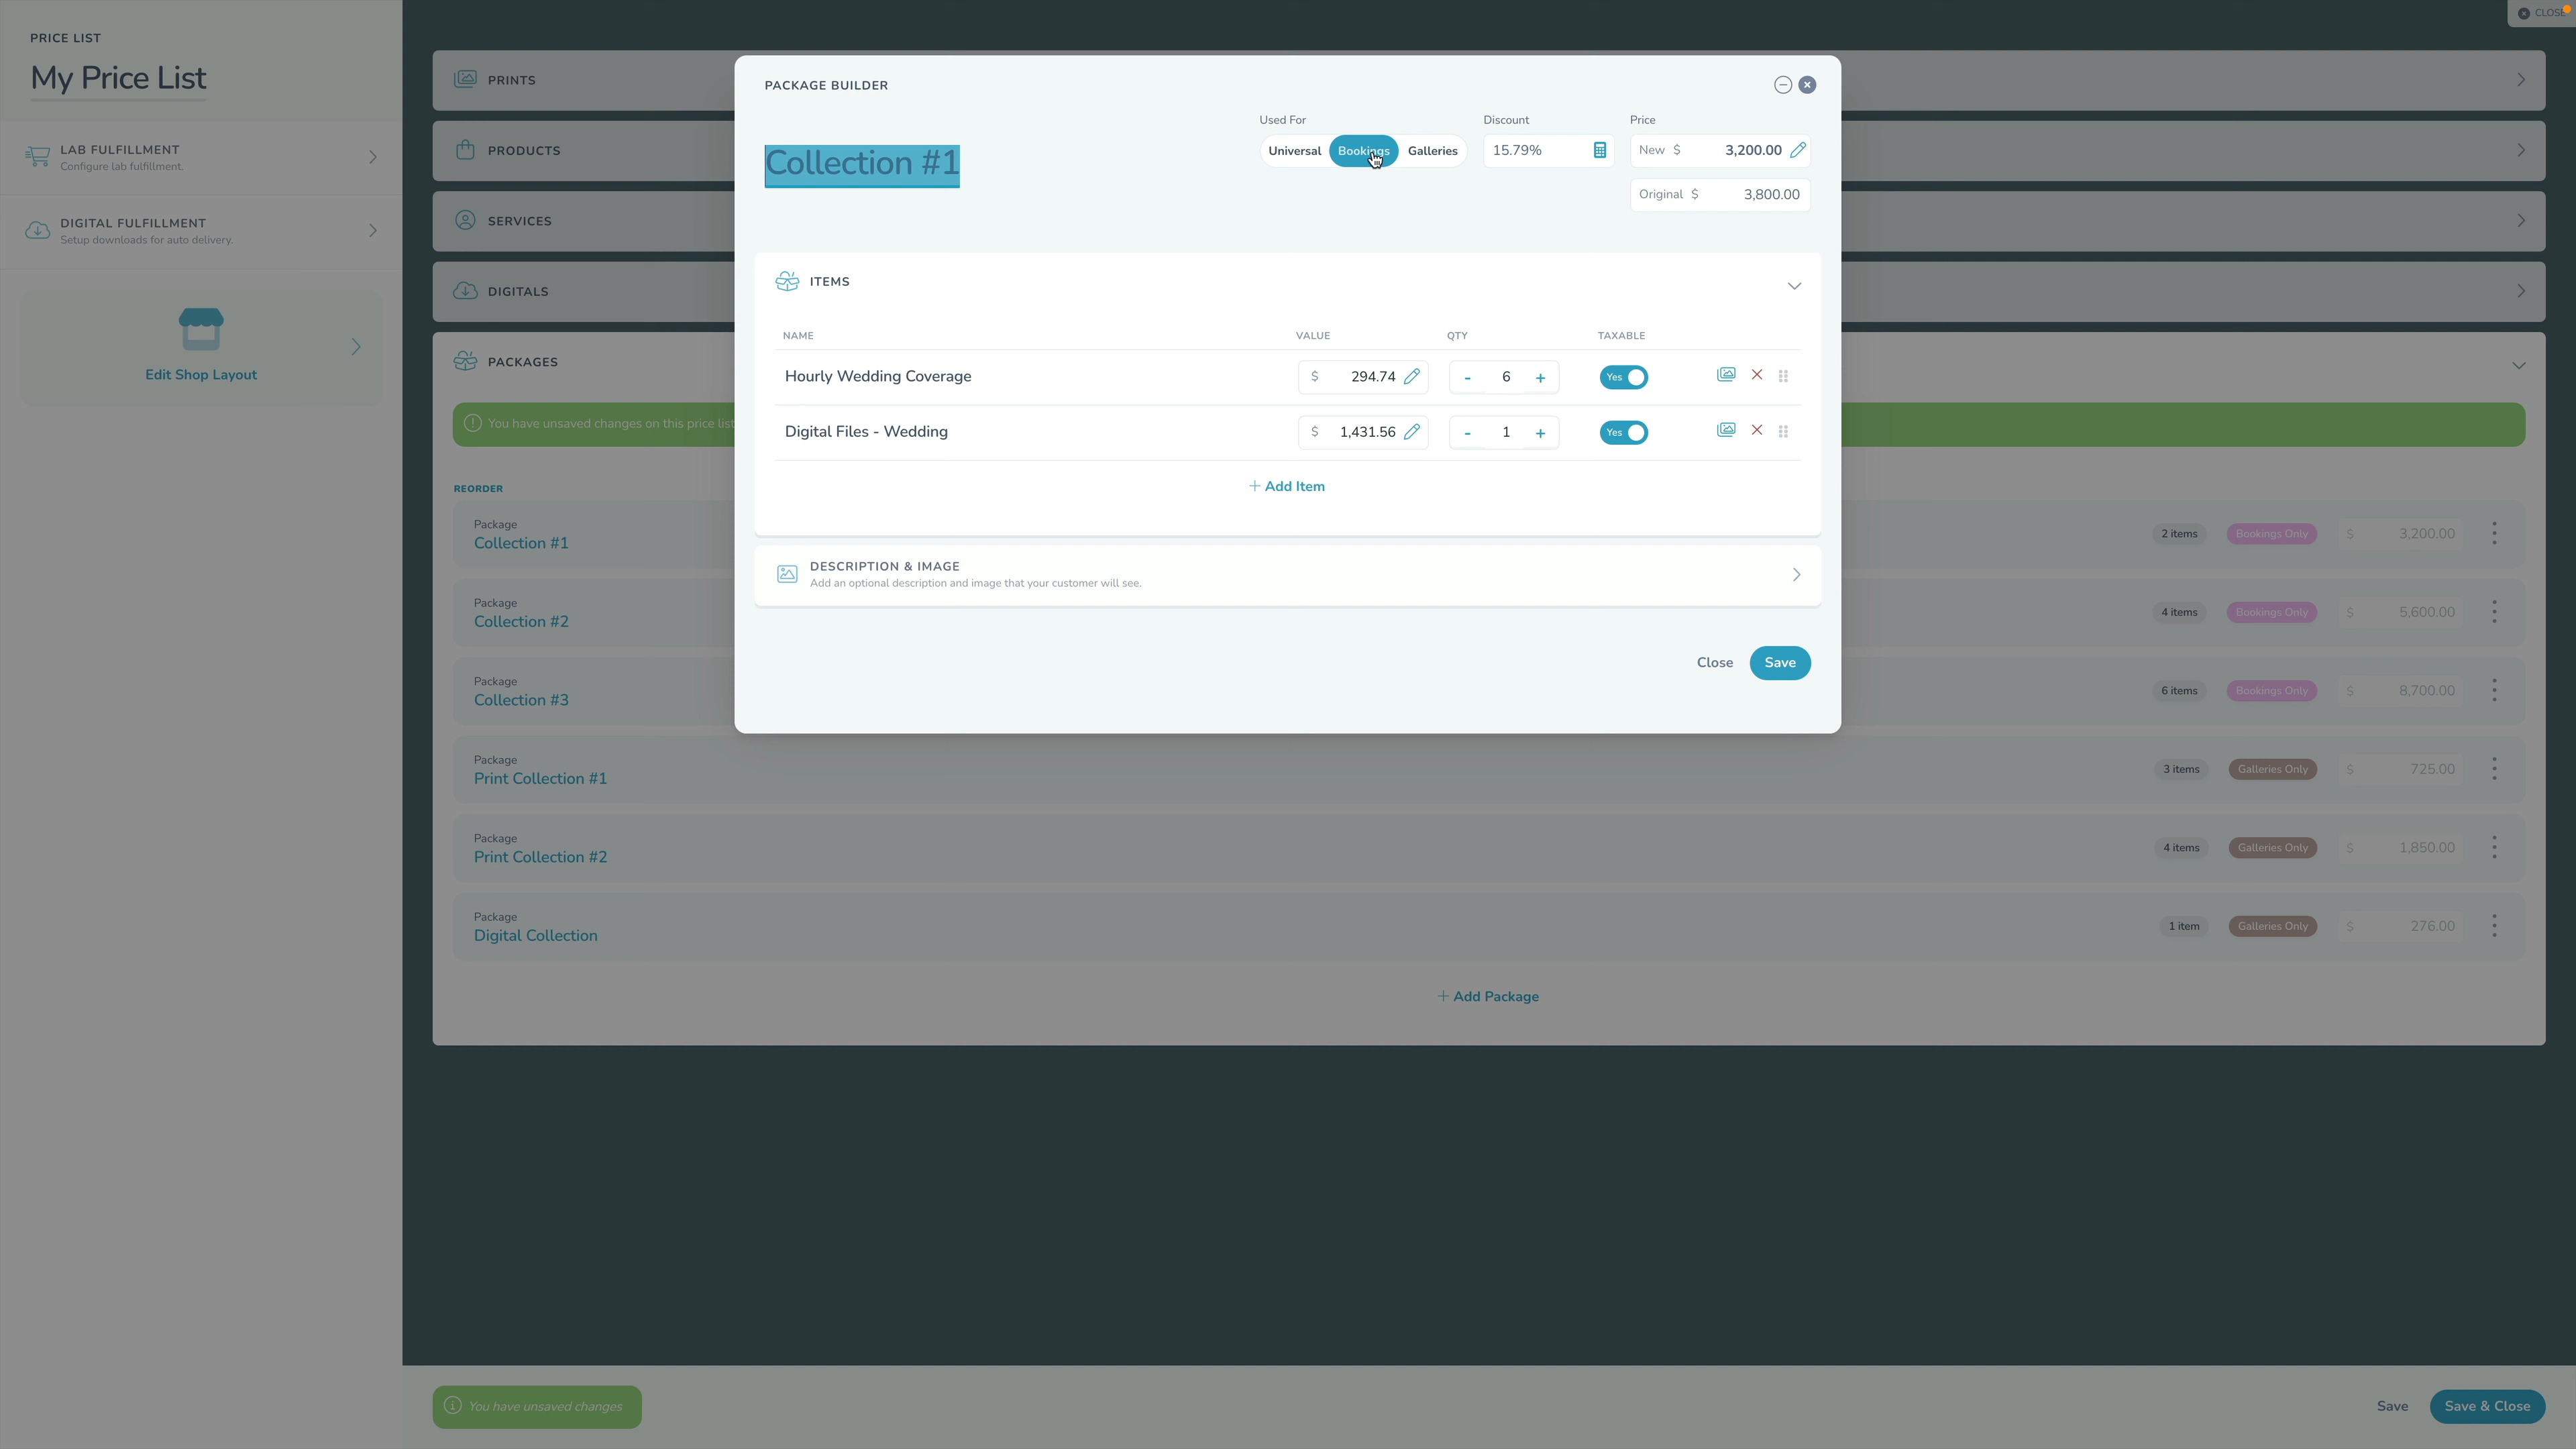 PRICE LIST
My Price List
LAB FULFILLMENT
Configure lab fulfillment.
DIGITAL FULFILLMENT
Setup downloads for auto delivery.
Edit Shop Layout
CLOSE
PRINTS
PRODUCTS
SERVICES
DIGITALS
PACKAGES
You have unsaved changes on this price list
REORDER
Package
Collection #1
2 items Bookings Only $ 3,200.00
Package
Collection #2
4 items Bookings Only $ 5,600.00
Package
Collection #3
6 items Bookings Only $ 8,700.00
Package
Print Collection #1
3 items Galleries Only $ 725.00
Package
Print Collection #2
4 items Galleries Only $ 1,850.00
Package
Digital Collection
1 item Galleries Only $ 276.00
+ Add Package
PACKAGE BUILDER
Collection #1
Used For Discount Price
Universal Bookings Galleries 15.79% New $ 3,200.00
Original $ 3,800.00
ITEMS
NAME VALUE QTY TAXABLE
Hourly Wedding Coverage $ 294.74 - 6 + Yes
Digital Files - Wedding $ 1,431.56 - 1 + Yes
+ Add Item
DESCRIPTION & IMAGE
Add an optional description and image that your customer will see.
Close Save
You have unsaved changes
Save Save & Close